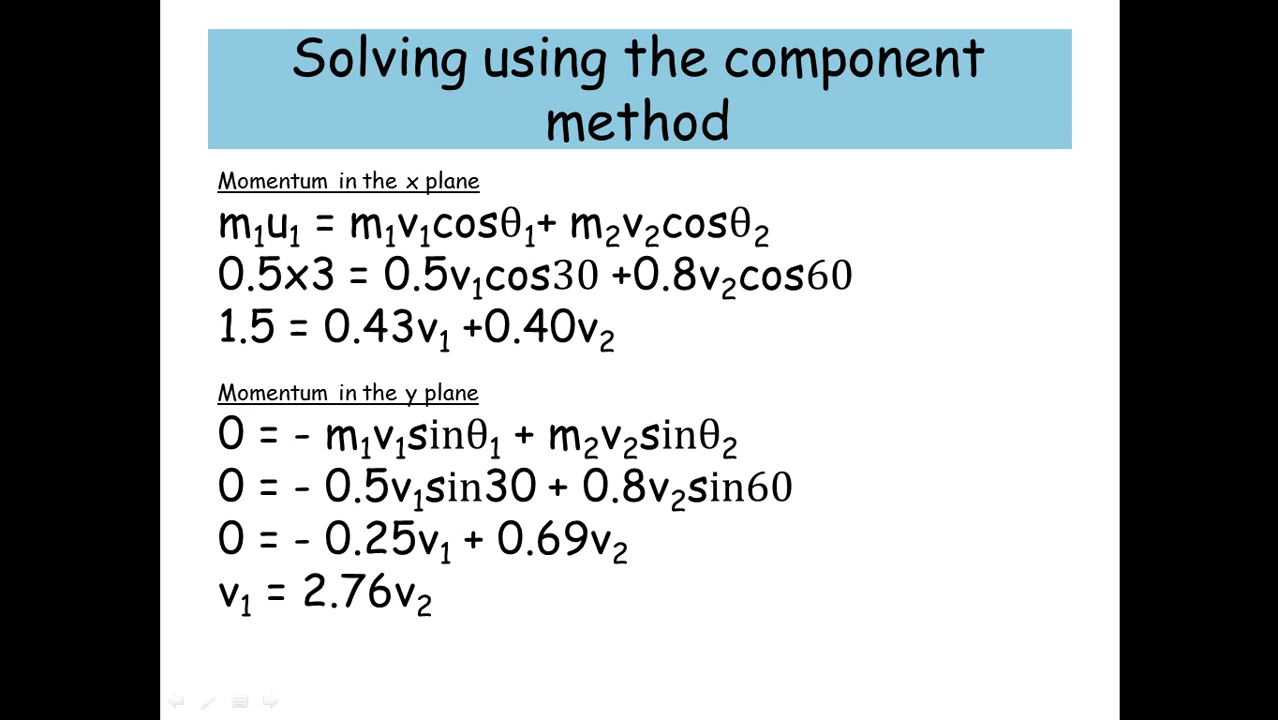 Solving using the component
method
Momentum in the x plane
m₁u₁ = m₁v₁cosθ₁+ m₂v₂cosθ₂
0.5x3 = 0.5v₁cos30 +0.8v₂cos60
1.5 = 0.43v₁ +0.40v₂
Momentum in the y plane
0 = - m₁v₁sinθ₁ + m₂v₂sinθ₂
0 = - 0.5v₁sin30 + 0.8v₂sin60
0 = - 0.25v₁ + 0.69v₂
v₁ = 2.76v₂